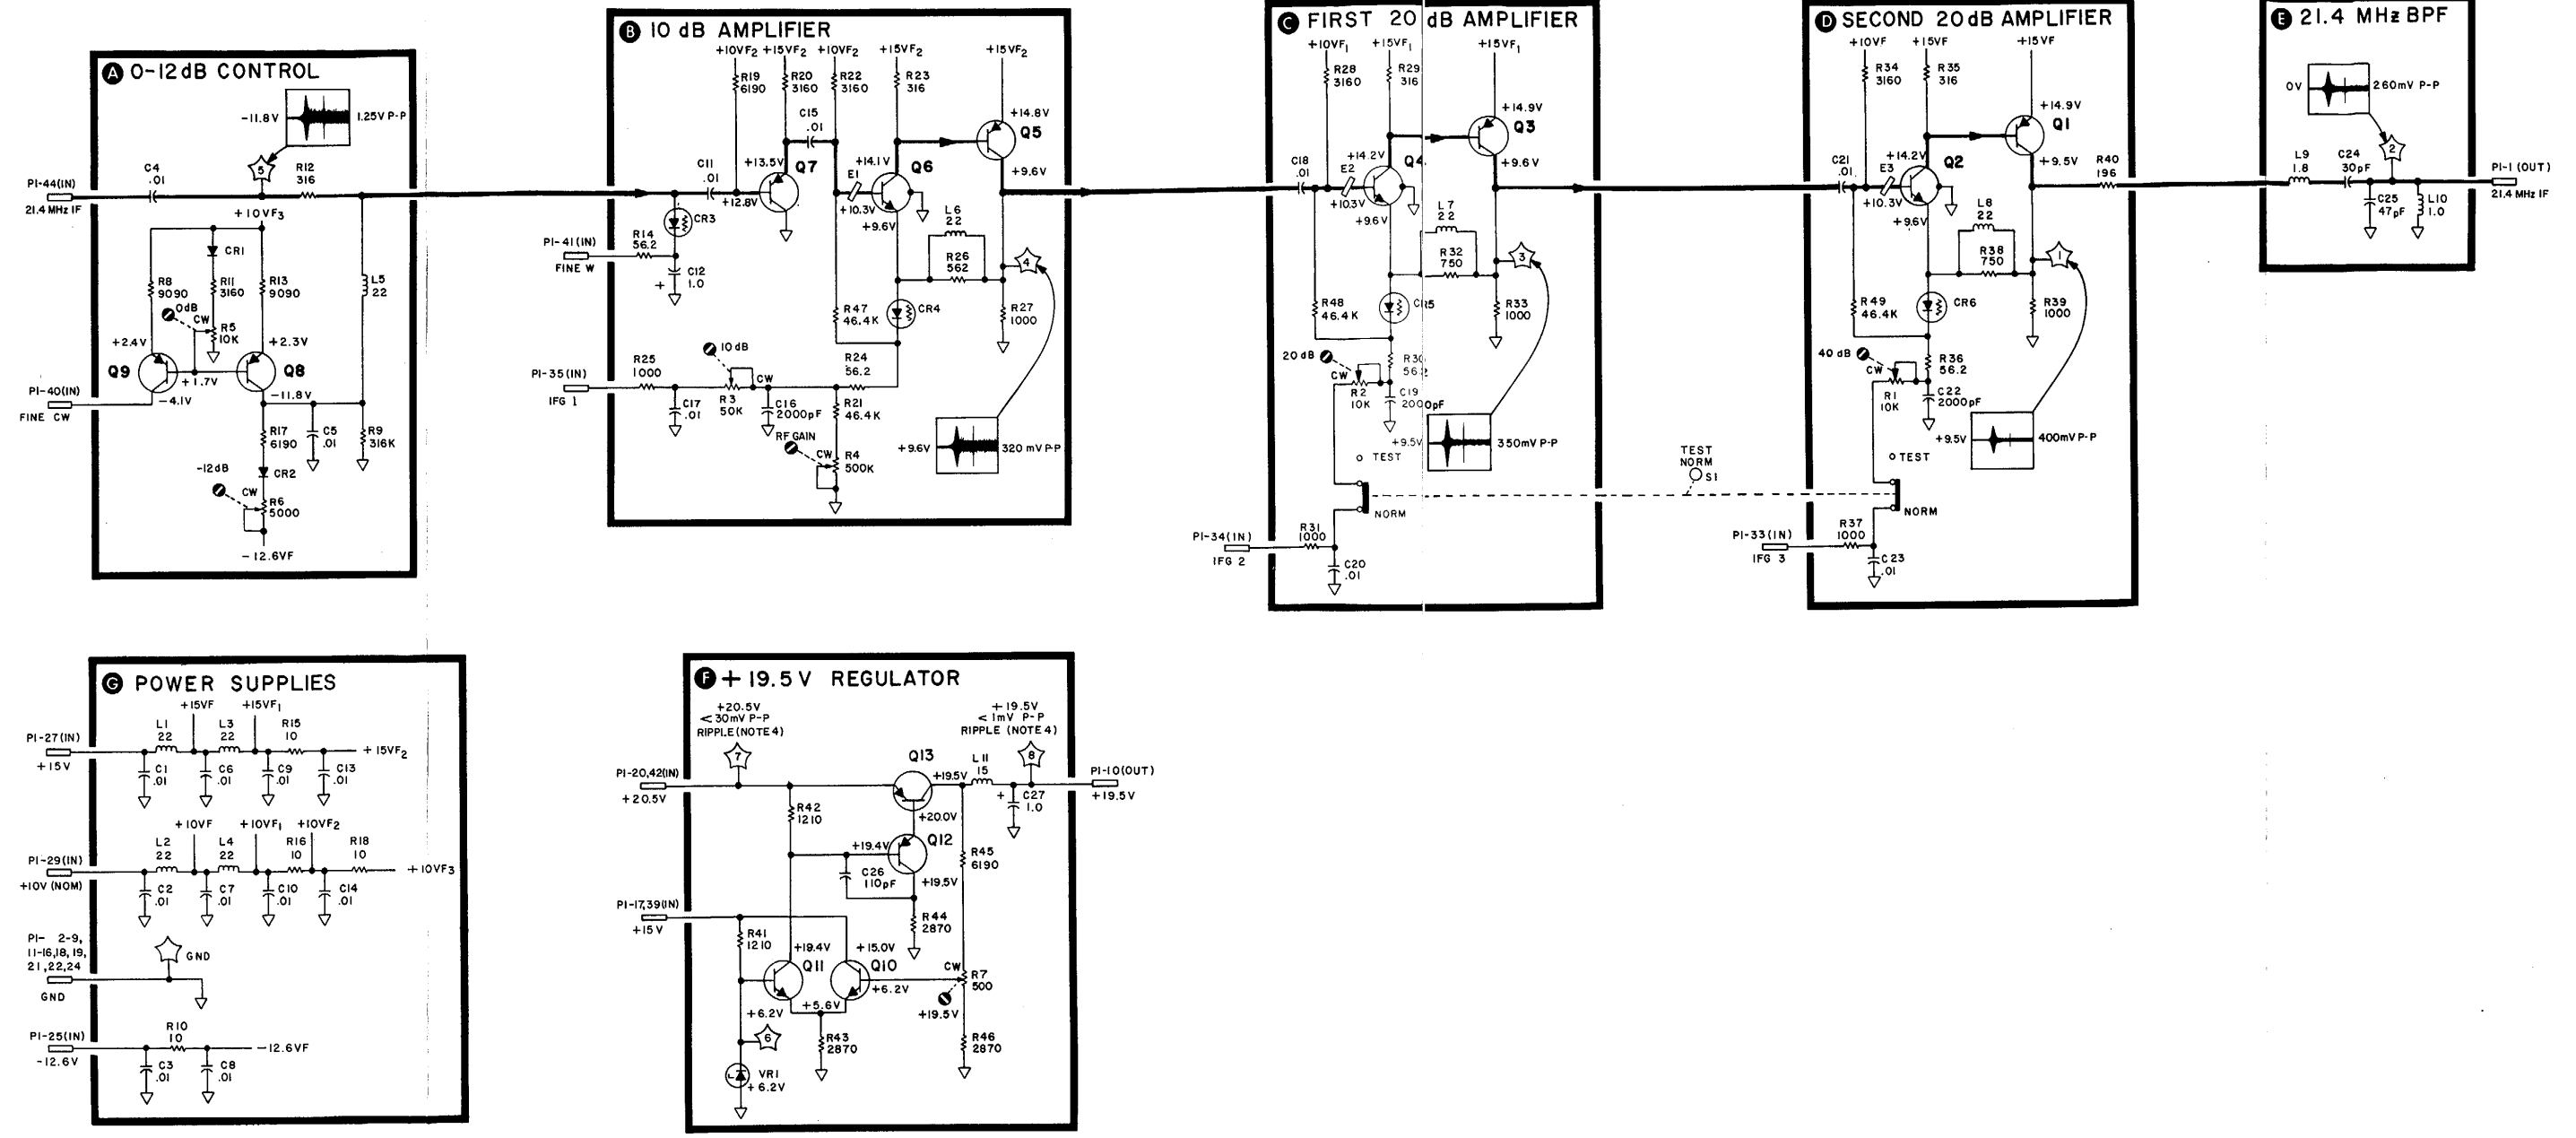 A 0-12dB CONTROL
-11.8V
1.25V P-P
5
C4
.01
R12
316
P1-44(IN)
21.4 MHz IF
+10VF3
CR1
R8
9090
R11
3160
R13
9090
L5
22
0dB
CW
R5
10K
+2.4V
+2.3V
Q9
Q8
+1.7V
-4.1V
-11.8V
P1-40(IN)
FINE CW
R17
6190
C5
.01
R9
316K
-12dB
CR2
CW
R6
5000
-12.6VF
B 10 dB AMPLIFIER
+10VF2
+15VF2
+10VF2
+15VF2
+15VF2
R19
6190
R20
3160
R22
3160
R23
316
C15
.01
+14.8V
Q5
+13.5V
Q7
+14.1V
Q6
+9.6V
C11
.01
E1
+12.8V
+10.3V
CR3
+9.6V
L6
22
R14
56.2
P1-41(IN)
FINE W
C12
+ 1.0
R26
562
4
R47
46.4K
CR4
R27
1000
10 dB
R25
1000
CW
R24
56.2
P1-35(IN)
IFG 1
C17
.01
R3
50K
C16
2000pF
R21
46.4K
RF GAIN
CW
R4
500K
+9.6V
320 mV P-P
C FIRST 20 dB AMPLIFIER
+10VF1
+15VF1
+15VF1
R28
3160
R29
316
+14.9V
Q3
+14.2V
Q4
+9.6V
C18
.01
E2
+10.3V
+9.6V
L7
22
R32
750
3
R48
46.4K
CR5
R33
1000
20 dB
CW
R30
56.2
R2
10K
C19
2000pF
+9.5V
350mV P-P
TEST
NORM
P1-34(IN)
IFG 2
R31
1000
C20
.01
TEST
NORM
S1
D SECOND 20dB AMPLIFIER
+10VF
+15VF
+15VF
R34
3160
R35
316
+14.9V
Q1
+14.2V
Q2
+9.5V
C21
.01
E3
R40
196
+10.3V
+9.6V
L8
22
R38
750
1
R49
46.4K
CR6
R39
1000
40 dB
CW
R36
56.2
R1
10K
C22
2000pF
+9.5V
400mV P-P
TEST
NORM
P1-33(IN)
IFG 3
R37
1000
C23
.01
E 21.4 MHz BPF
0V
260mV P-P
2
L9
1.8
C24
30pF
P1-1 (OUT)
21.4 MHz IF
C25
47pF
L10
1.0
G POWER SUPPLIES
+15VF
+15VF1
L1
22
L3
22
R15
10
P1-27(IN)
+15V
+15VF2
C1
.01
C6
.01
C9
.01
C13
.01
+10VF
+10VF1
+10VF2
L2
22
L4
22
R16
10
R18
10
P1-29(IN)
+10V (NOM)
+10VF3
C2
.01
C7
.01
C10
.01
C14
.01
P1- 2-9,
11-16,18,19,
21,22,24
GND
GND
R10
10
P1-25(IN)
-12.6V
-12.6VF
C3
.01
C8
.01
F +19.5V REGULATOR
+20.5V
<30mV P-P
RIPPLE(NOTE4)
7
+19.5V
<1mV P-P
RIPPLE (NOTE 4)
8
Q13
L11
15
+19.5V
P1-20,42(IN)
+20.5V
P1-10(OUT)
+19.5V
R42
1210
+ C27
1.0
+20.0V
Q12
+19.4V
R45
6190
C26
110pF
+19.5V
P1-17,39(IN)
+15V
R44
2870
R41
1210
+19.4V
+15.0V
Q11
Q10
CW
R7
500
+6.2V
+5.6V
+19.5V
+6.2V
6
R43
2870
R46
2870
VR1
+6.2V